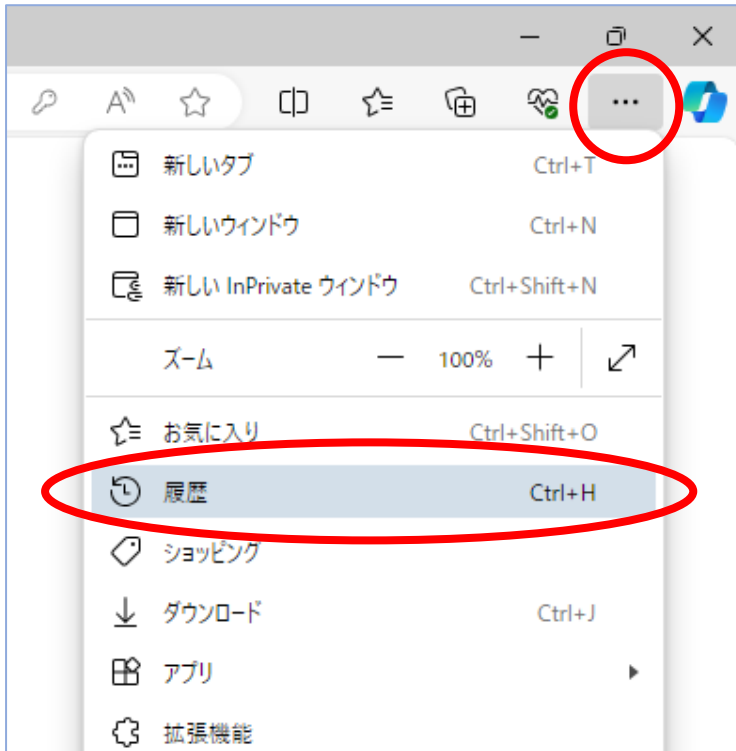 新しいタブ Ctrl+T
新しいウィンドウ Ctrl+N
新しい InPrivate ウィンドウ Ctrl+Shift+N
ズーム 100%
お気に入り Ctrl+Shift+O
履歴 Ctrl+H
ショッピング
ダウンロード Ctrl+J
アプリ
拡張機能